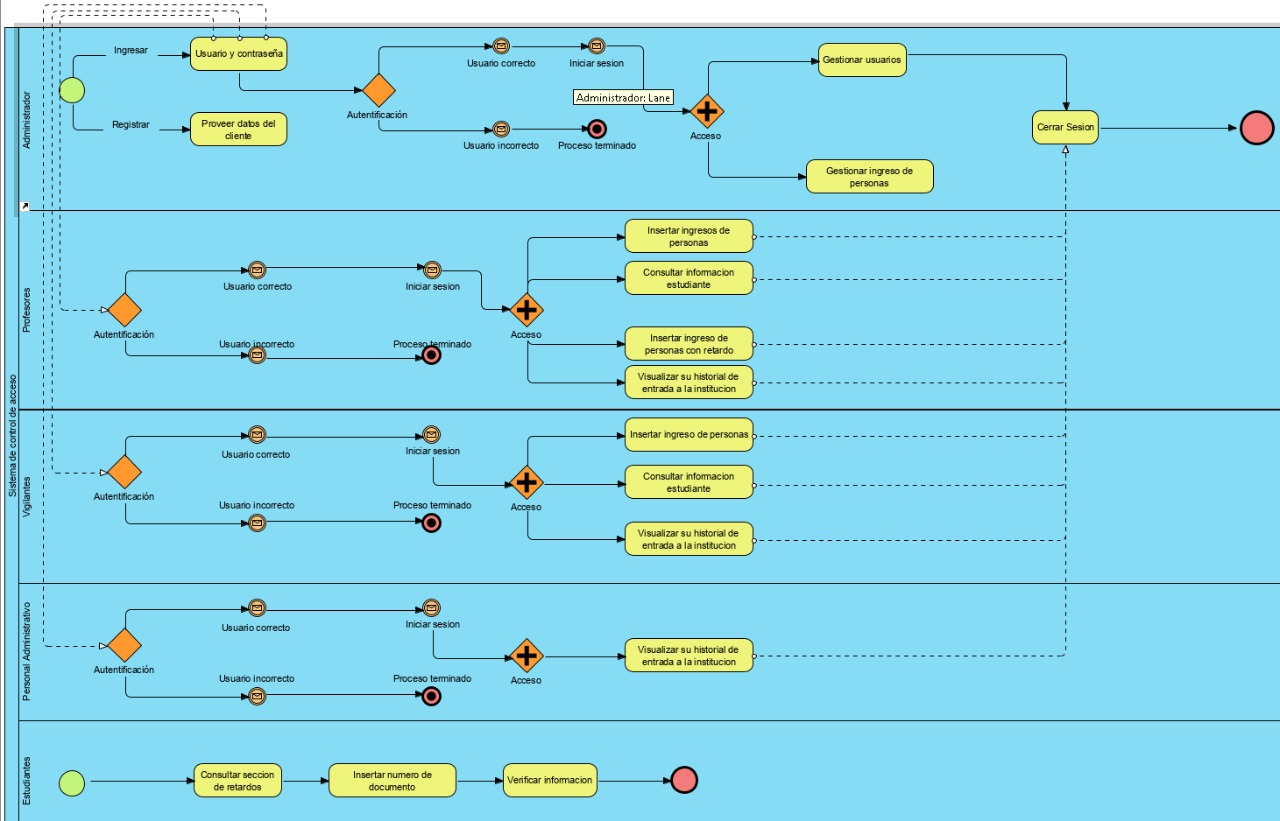 Sistema de control de acceso
Administrador
Ingresar
Usuario y contraseña
Registrar
Proveer datos del
cliente
Autentificación
Usuario correcto
Iniciar sesion
Usuario incorrecto
Proceso terminado
Administrador: Lane
Acceso
Gestionar usuarios
Gestionar ingreso de
personas
Cerrar Sesion
Profesores
Autentificación
Usuario correcto
Iniciar sesion
Usuario incorrecto
Proceso terminado
Acceso
Insertar ingresos de
personas
Consultar informacion
estudiante
Insertar ingreso de
personas con retardo
Visualizar su historial de
entrada a la institucion
Vigilantes
Autentificación
Usuario correcto
Iniciar sesion
Usuario incorrecto
Proceso terminado
Acceso
Insertar ingreso de personas
Consultar informacion
estudiante
Visualizar su historial de
entrada a la institucion
Personal Administrativo
Autentificación
Usuario correcto
Iniciar sesion
Usuario incorrecto
Proceso terminado
Acceso
Visualizar su historial de
entrada a la institucion
Estudiantes
Consultar seccion
de retardos
Insertar numero de
documento
Verificar informacion